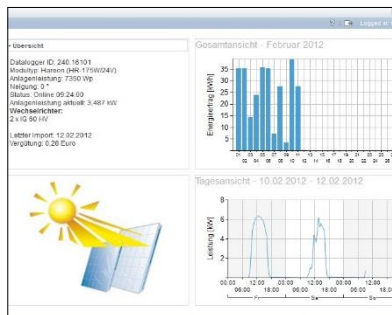 Logged in
Übersicht
Datalogger ID: 240.16101
Modultyp: Hareon (HR-175W/24V)
Anlagenleistung: 7350 Wp
Neigung: 0 °
Status: Online 09:24:00
Anlagenleistung aktuell: 3,487 kW
Wechselrichter:
2 x IG 60 HV
Letzter Import: 12.02.2012
Vergütung: 0,26 Euro
Gesamtansicht - Februar 2012
Energieertrag [kWh]
35
30
25
20
15
10
5
Tagesansicht - 10.02.2012 - 12.02.2012
Leistung [kW]
8
6
4
2
00:00 12:00 00:00 12:00 00:00 12:00
06:00 18:00 06:00 18:00 06:00 18:0
Fr Sa So